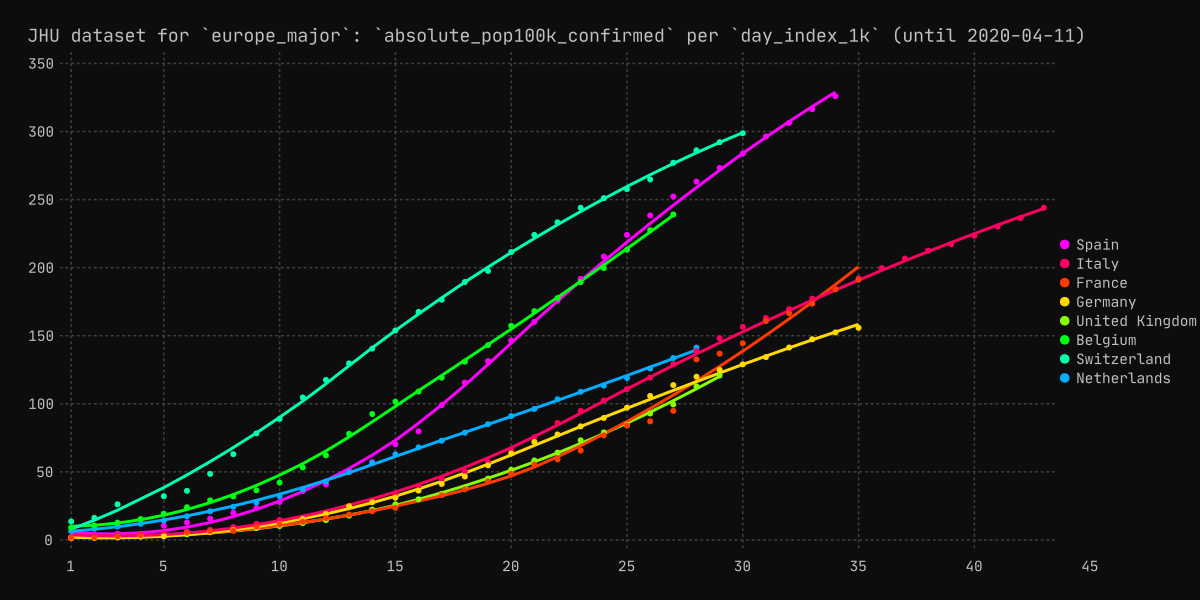 JHU dataset for `europe_major`: `absolute_pop100k_confirmed` per `day_index_1k` (until 2020-04-11)
350
300
250
200
150
100
50
0
1 5 10 15 20 25 30 35 40 45
Spain
Italy
France
Germany
United Kingdom
Belgium
Switzerland
Netherlands